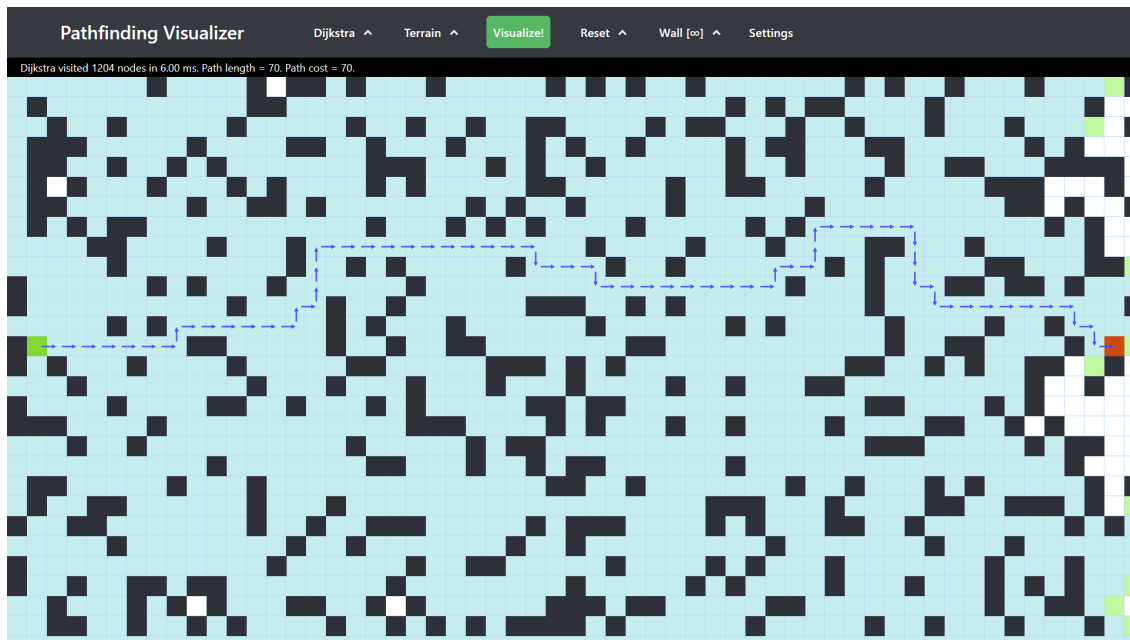 Pathfinding Visualizer Dijkstra Terrain Visualize! Reset Wall [∞] Settings
Dijkstra visited 1204 nodes in 6.00 ms. Path length = 70. Path cost = 70.